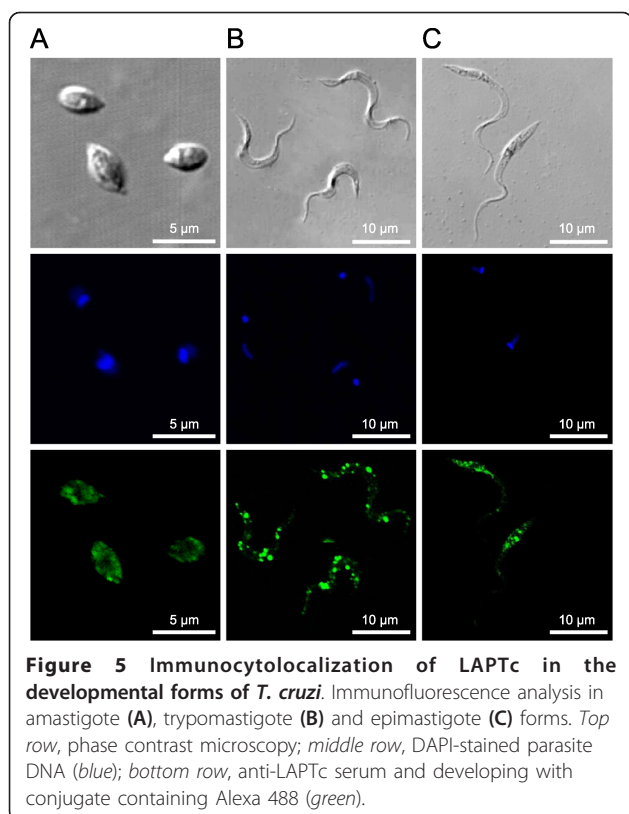 A B C
5 µm 10 µm 10 µm
5 µm 10 µm 10 µm
5 µm 10 µm 10 µm
Figure 5 Immunocytolocalization of LAPTc in the
developmental forms of T. cruzi. Immunofluorescence analysis in
amastigote (A), trypomastigote (B) and epimastigote (C) forms. Top
row, phase contrast microscopy; middle row, DAPI-stained parasite
DNA (blue); bottom row, anti-LAPTc serum and developing with
conjugate containing Alexa 488 (green).